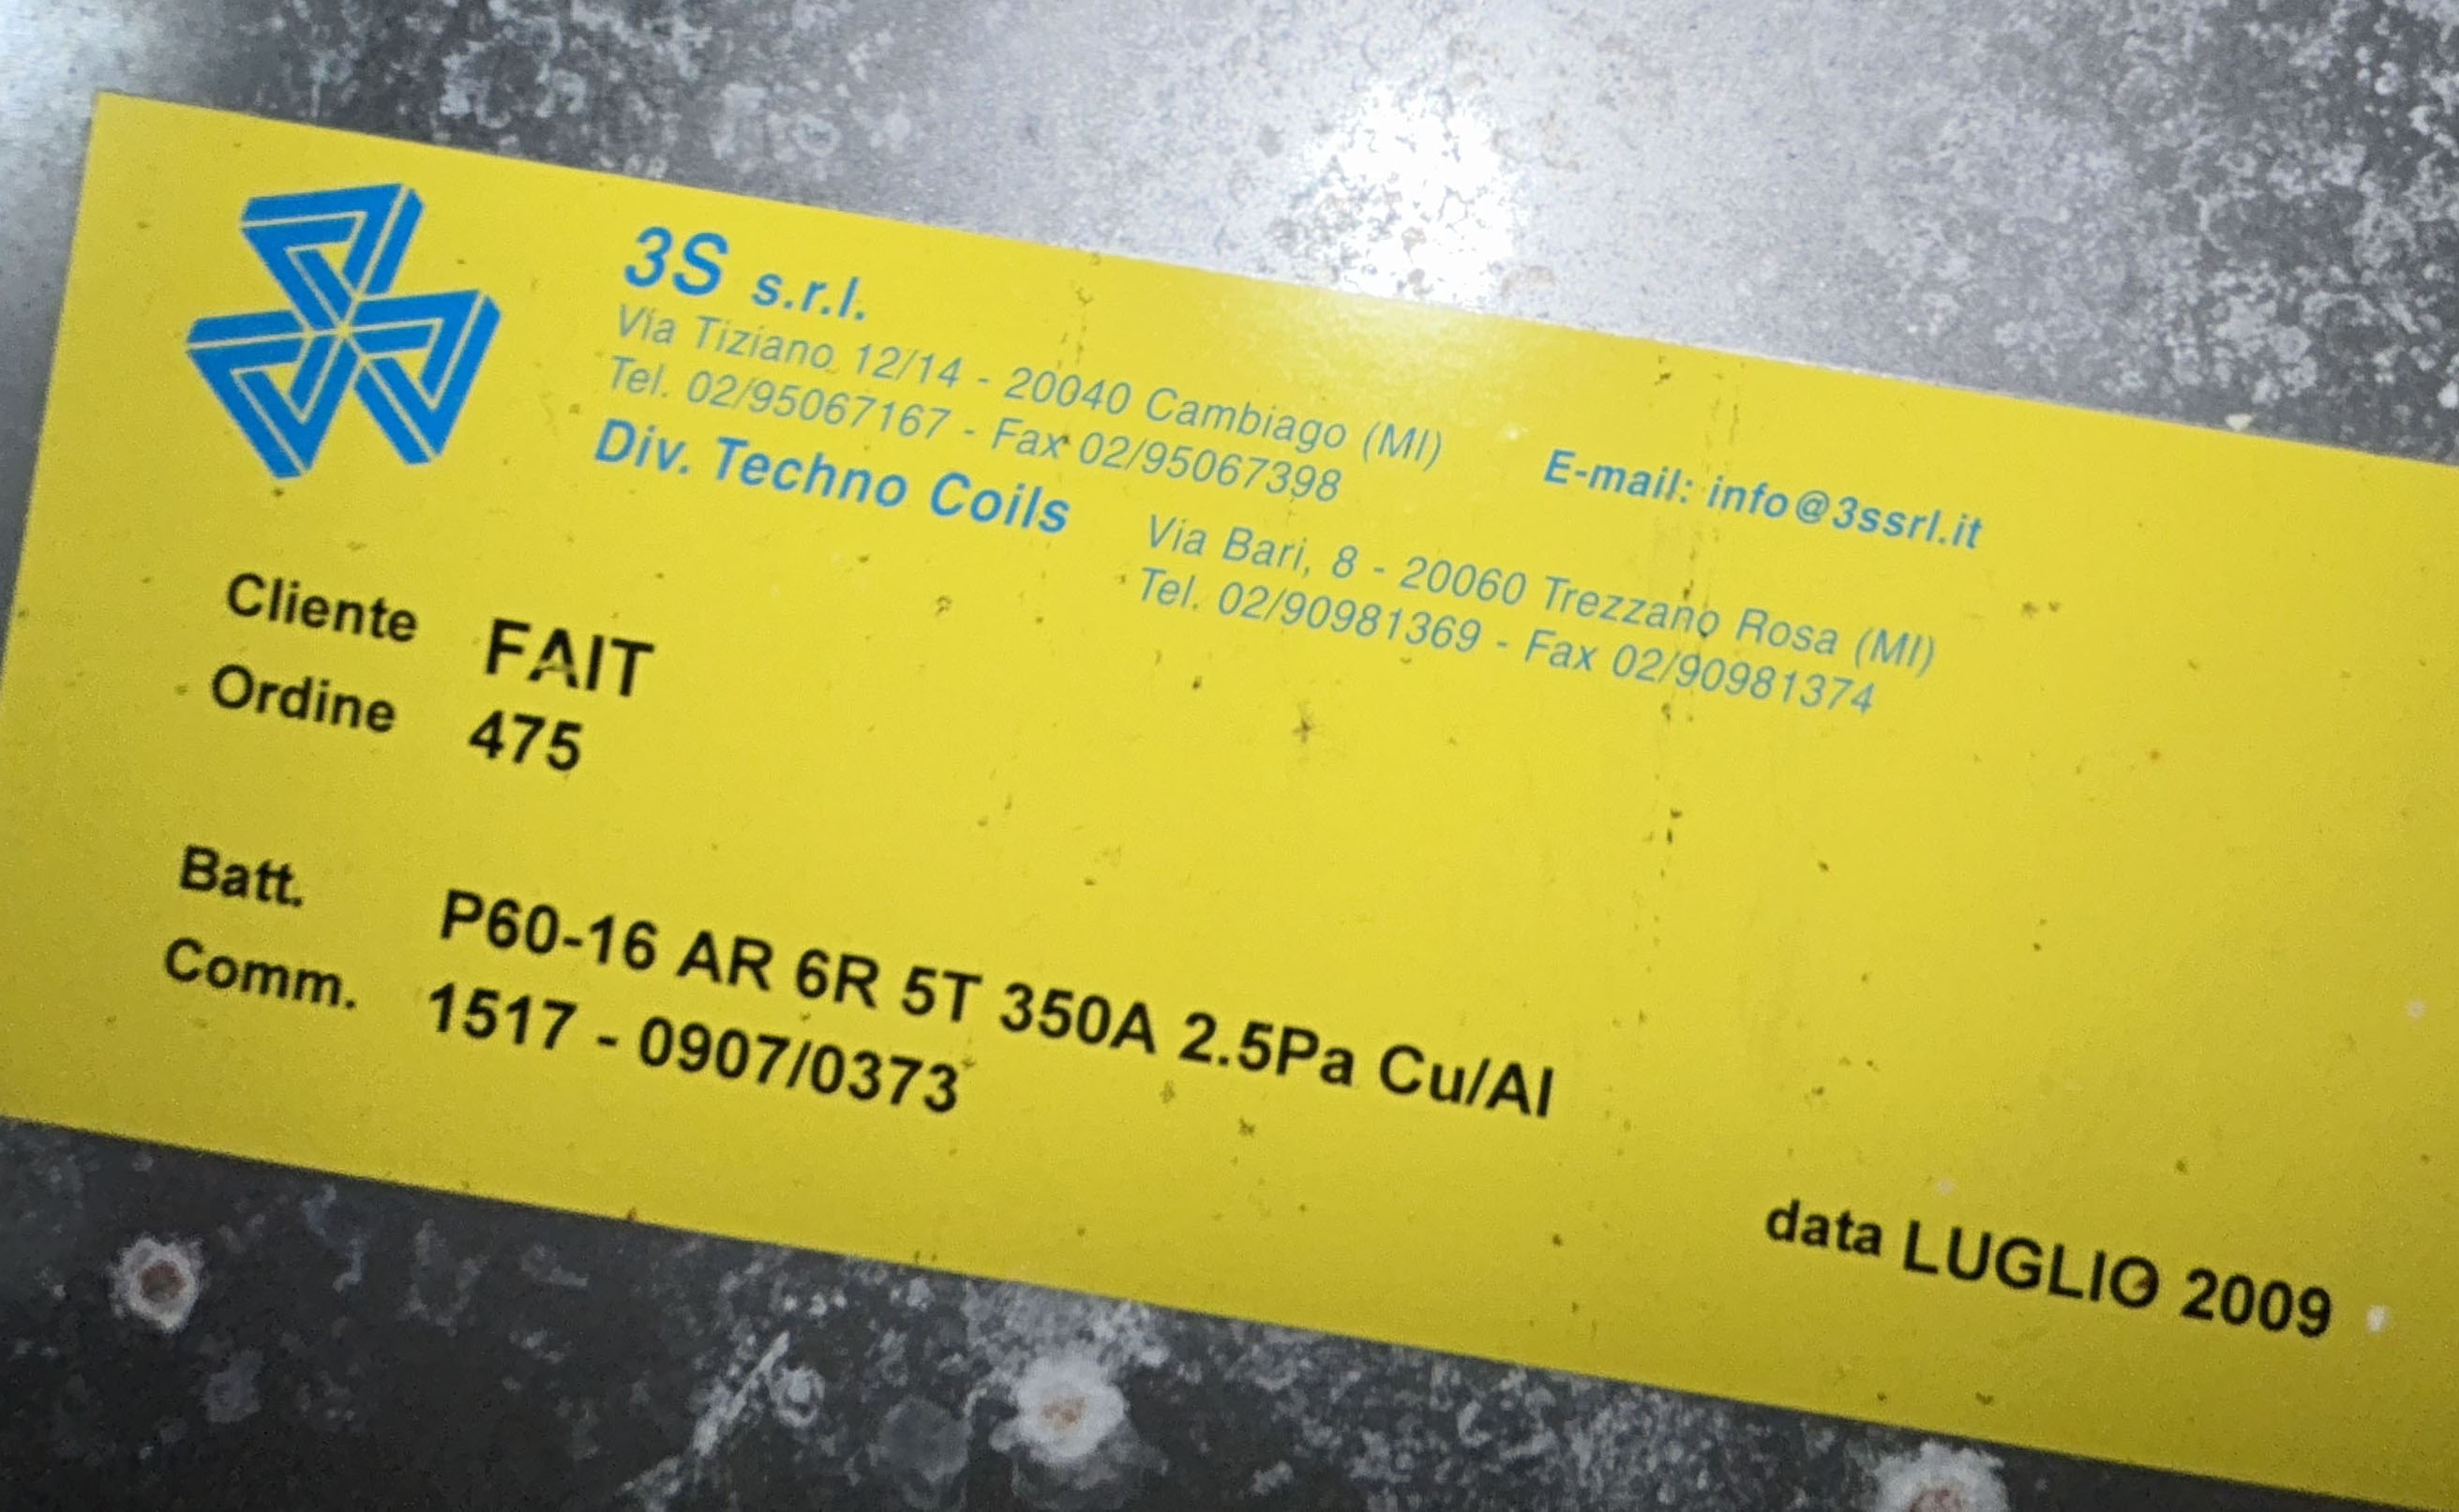 3S s.r.l.
Via Tiziano 12/14 - 20040 Cambiago (MI)
Tel. 02/95067167 - Fax 02/95067398
E-mail: info@3ssrl.it
Div. Techno Coils
Via Bari, 8 - 20060 Trezzano Rosa (MI)
Tel. 02/90981369 - Fax 02/90981374
Cliente FAIT
Ordine 475
Batt. P60-16 AR 6R 5T 350A 2.5Pa Cu/Al
Comm. 1517 - 0907/0373
data LUGLIO 2009